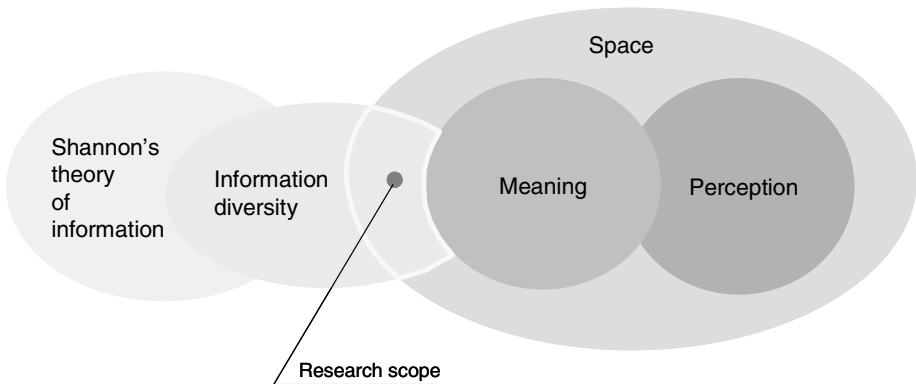 Space
Shannon's
theory
of
information
Information
diversity
Meaning
Perception
Research scope